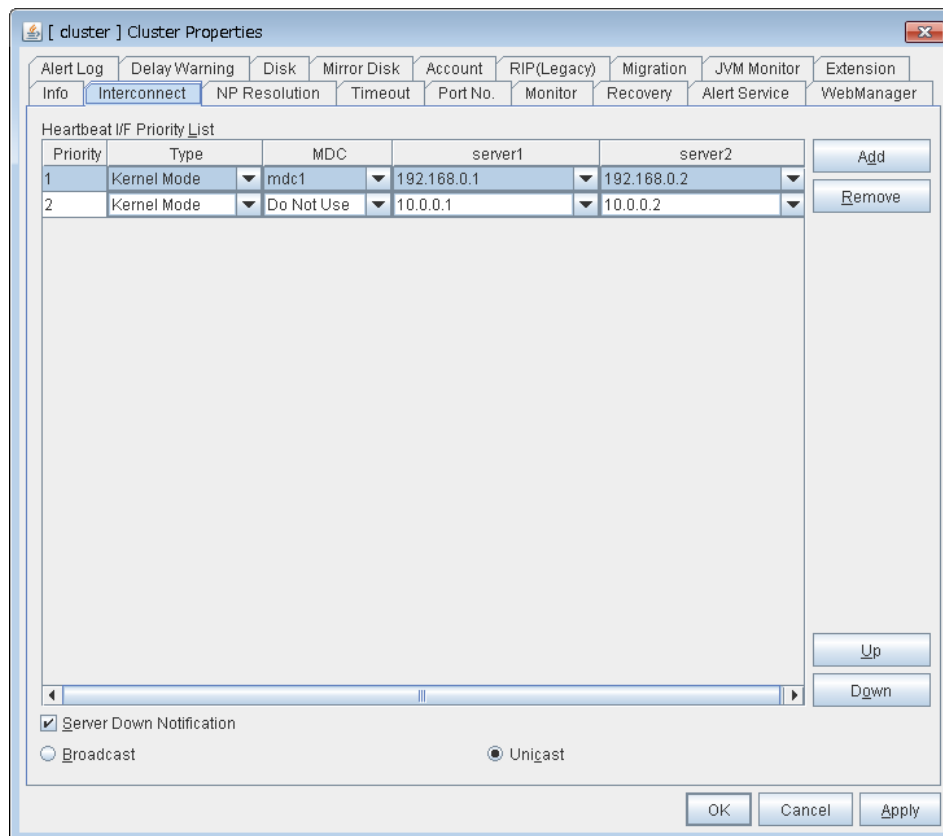 [ cluster ] Cluster Properties
Alert Log Delay Warning Disk Mirror Disk Account RIP(Legacy) Migration JVM Monitor Extension
Info Interconnect NP Resolution Timeout Port No. Monitor Recovery Alert Service WebManager
Heartbeat I/F Priority List
Priority Type MDC server1 server2 Add
1 Kernel Mode mdc1 192.168.0.1 192.168.0.2
2 Kernel Mode Do Not Use 10.0.0.1 10.0.0.2 Remove
Up
Down
Server Down Notification
Broadcast Unicast
OK Cancel Apply